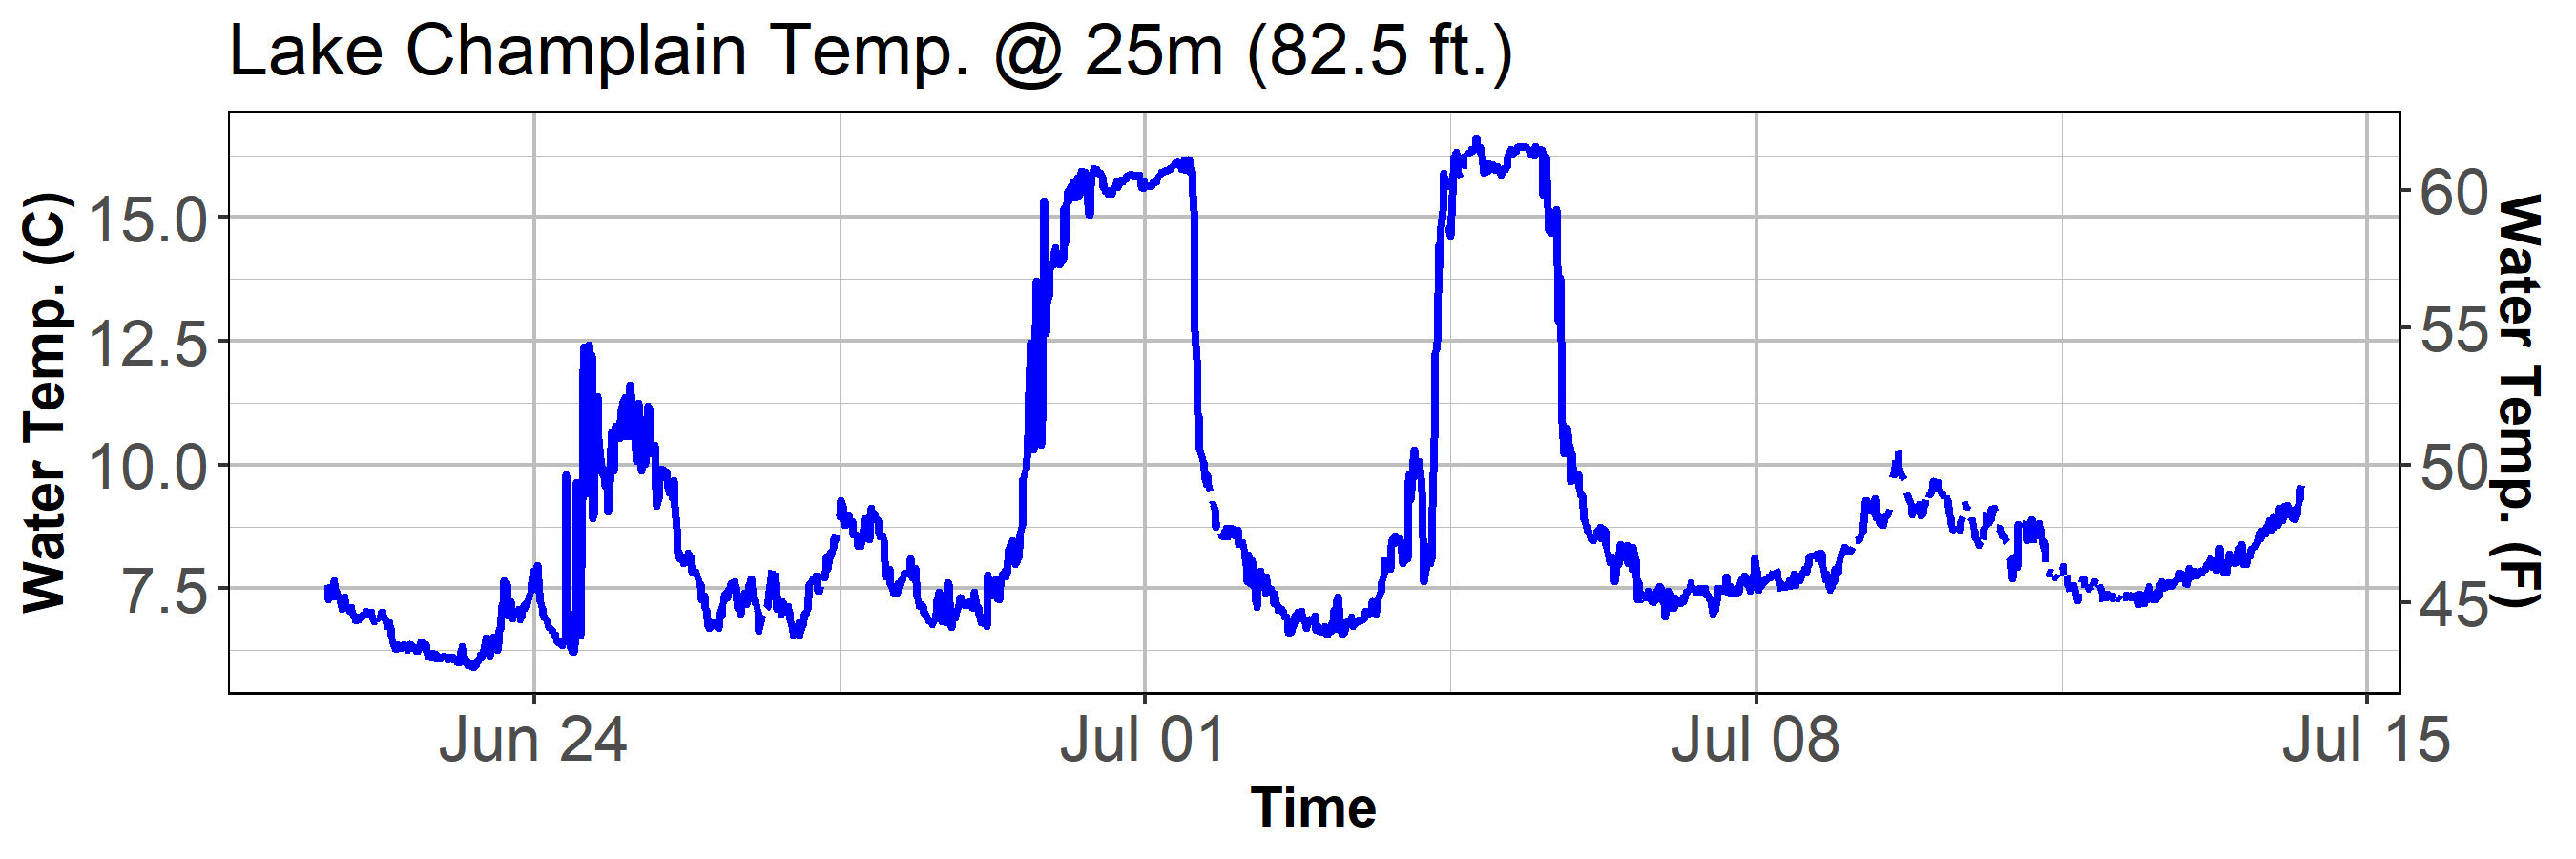 Lake Champlain Temp. @ 25m (82.5 ft.)
Water Temp. (C)
15.0
12.5
10.0
7.5
60
55
50
45
Water Temp. (F)
Jun 24
Jul 01
Jul 08
Jul 15
Time